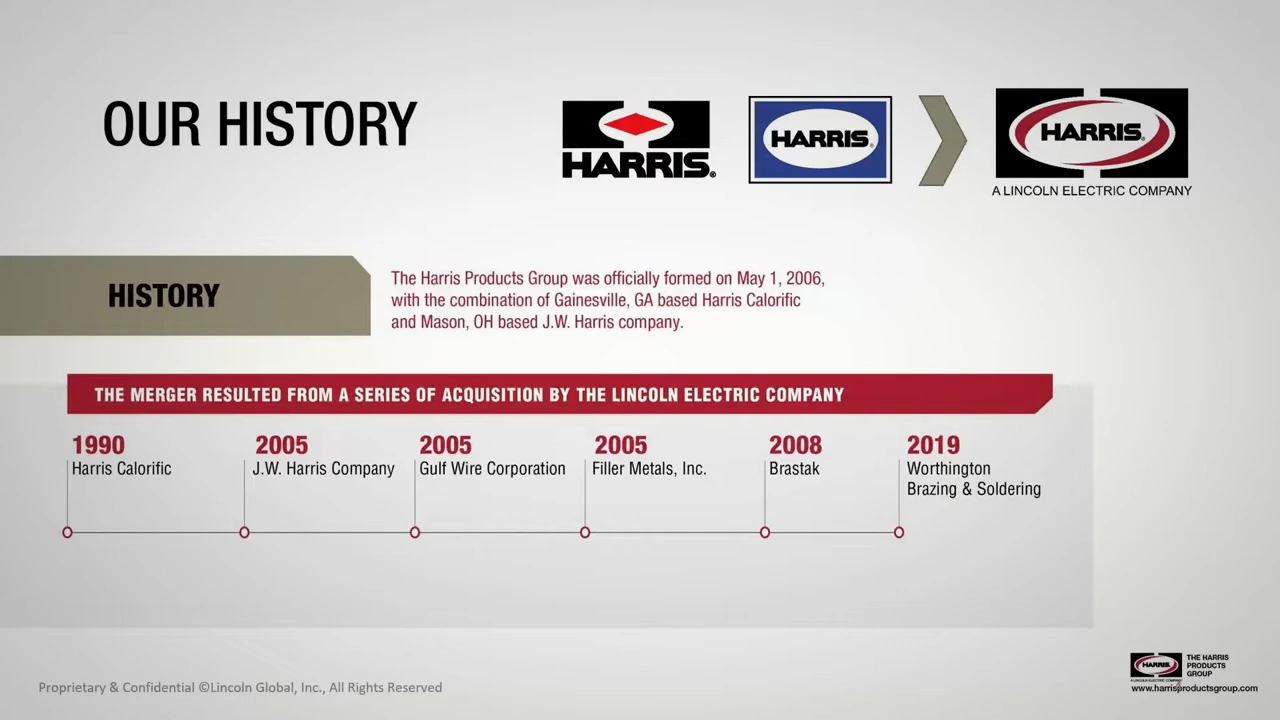 OUR HISTORY
HARRIS®
HARRIS®
HARRIS®
A LINCOLN ELECTRIC COMPANY
HISTORY
The Harris Products Group was officially formed on May 1, 2006,
with the combination of Gainesville, GA based Harris Calorific
and Mason, OH based J.W. Harris company.
THE MERGER RESULTED FROM A SERIES OF ACQUISITION BY THE LINCOLN ELECTRIC COMPANY
1990
Harris Calorific
2005
J.W. Harris Company
2005
Gulf Wire Corporation
2005
Filler Metals, Inc.
2008
Brastak
2019
Worthington
Brazing & Soldering
Proprietary & Confidential ©Lincoln Global, Inc., All Rights Reserved
HARRIS
A LINCOLN ELECTRIC COMPANY
THE HARRIS
PRODUCTS
GROUP
www.harrisproductsgroup.com